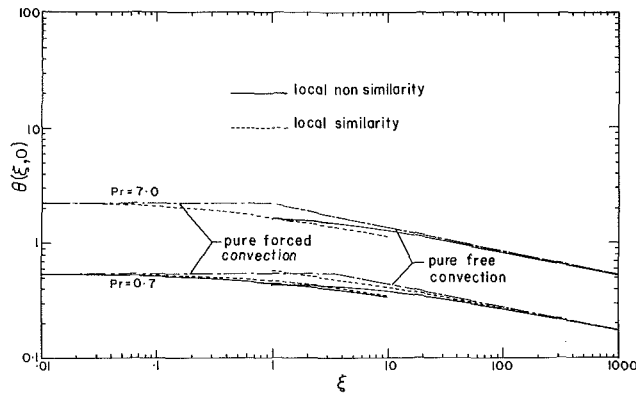 100
local non similarity
local similarity
10
θ(ξ,0)
Pr=7·0
1
pure forced
convection
pure free
convection
Pr=0·7
0·1
·01
·1
1
10
100
1000
ξ